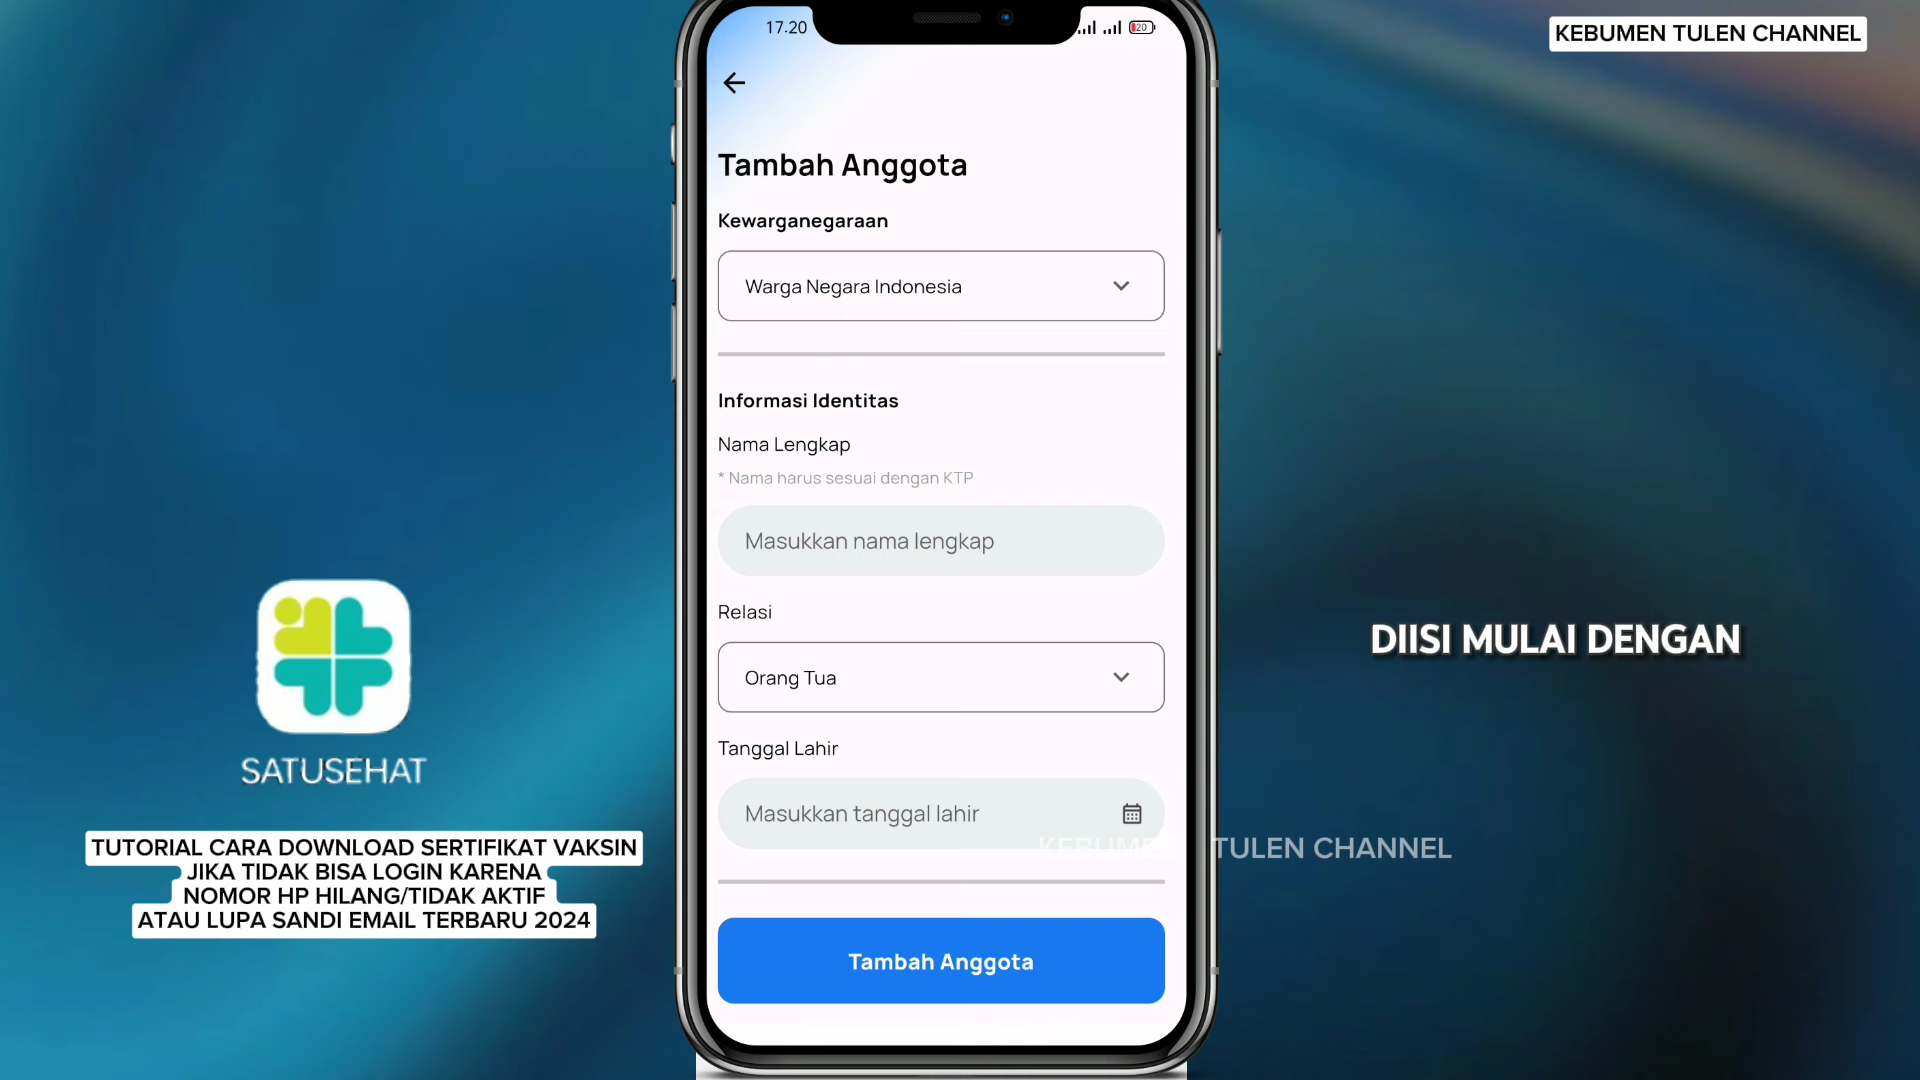 17.20
20
KEBUMEN TULEN CHANNEL
Tambah Anggota
Kewarganegaraan
Warga Negara Indonesia
Informasi Identitas
Nama Lengkap
* Nama harus sesuai dengan KTP
Masukkan nama lengkap
Relasi
Orang Tua
Tanggal Lahir
Masukkan tanggal lahir
Tambah Anggota
SATUSEHAT
TUTORIAL CARA DOWNLOAD SERTIFIKAT VAKSIN
JIKA TIDAK BISA LOGIN KARENA
NOMOR HP HILANG/TIDAK AKTIF
ATAU LUPA SANDI EMAIL TERBARU 2024
DIISI MULAI DENGAN
KEBUMEN TULEN CHANNEL